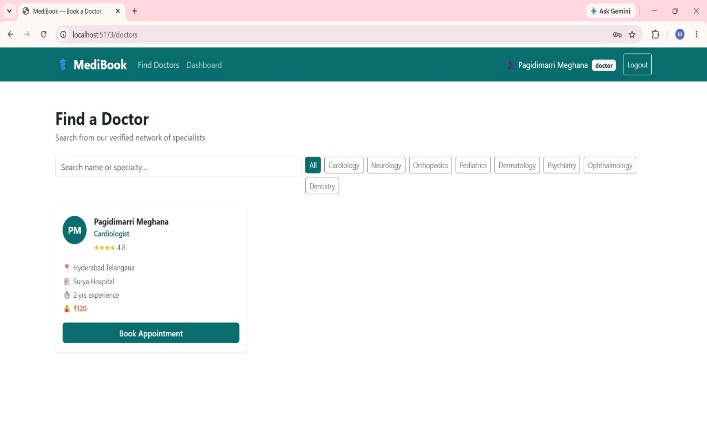 MediBook — Book a Doctor
Ask Gemini
localhost:5173/doctors
M
MediBook Find Doctors Dashboard Pagidimarri Meghana doctor Logout
Find a Doctor
Search from our verified network of specialists
Search name or specialty... All Cardiology Neurology Orthopedics Pediatrics Dermatology Psychiatry Ophthalmology
Dentistry
PM Pagidimarri Meghana
Cardiologist
★★★★ 4.8
Hyderabad,Telangana
Surya Hospital
2 yrs experience
₹120
Book Appointment